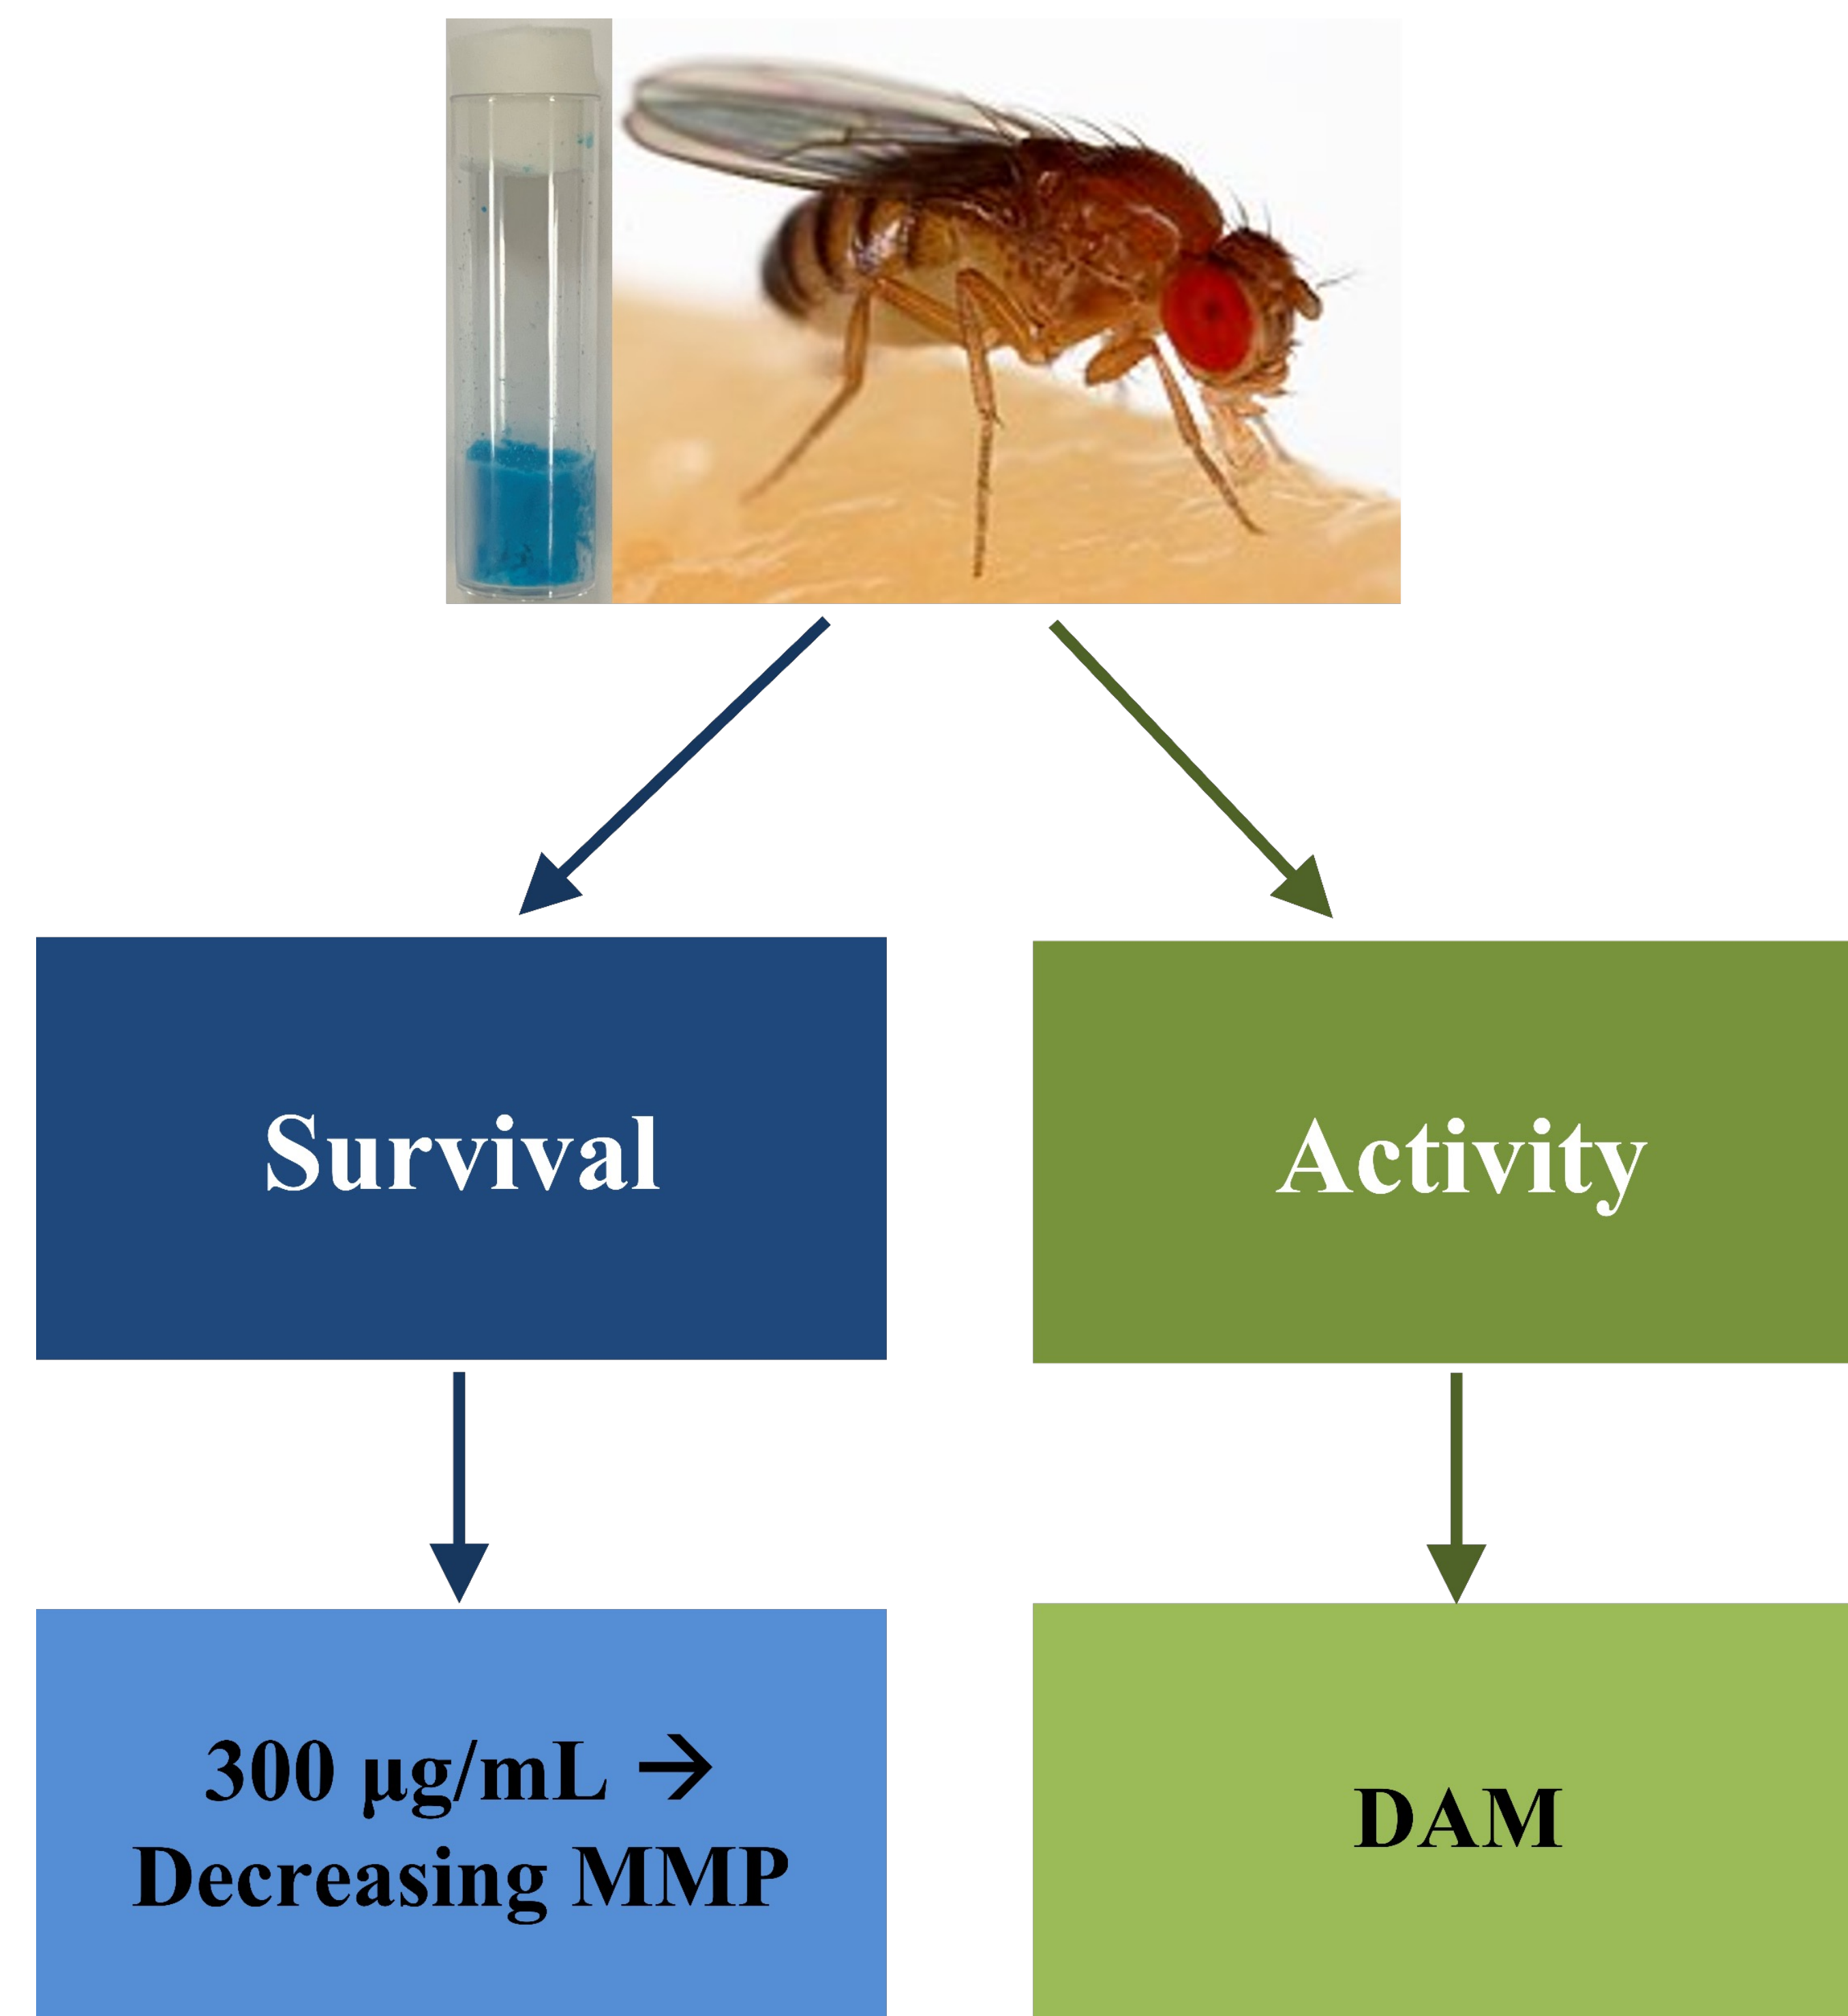 Survival
Activity
300 µg/mL →
Decreasing MMP
DAM